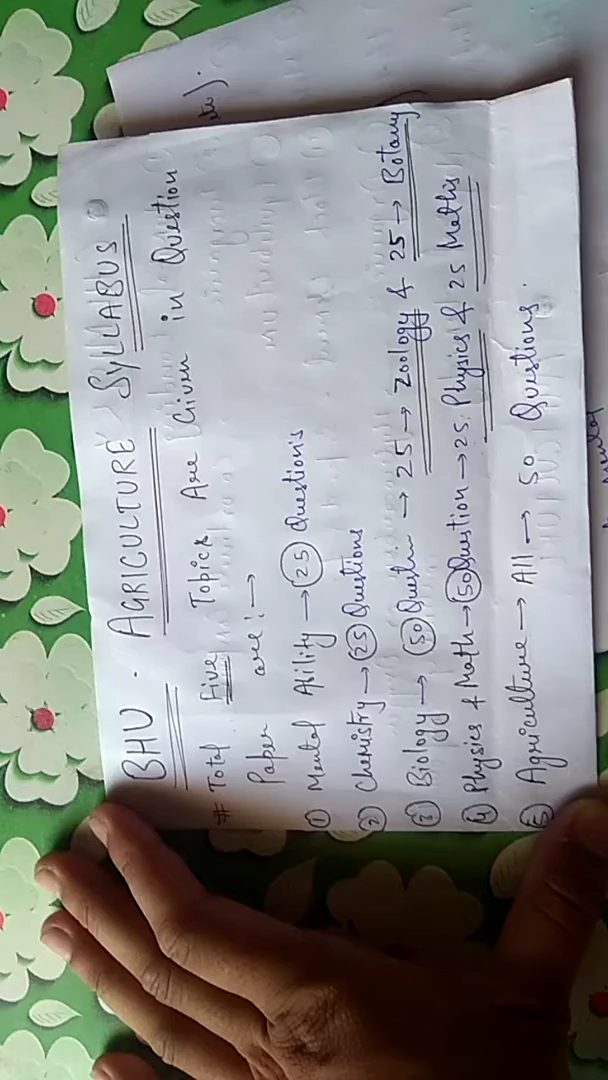 BHU. AGRICULTURE SYLLABUS
# Total five Topics Are Given in Question
Paper are :→
① Mental Ability → 25 Questions
② Chemistry → 25 Questions
③ Biology → 50 Question → 25 → Zoology & 25 → Botany
④ Physics & Math → 50 Question → 25 Physics & 25 Maths
⑤ Agriculture → All → 50 Questions.